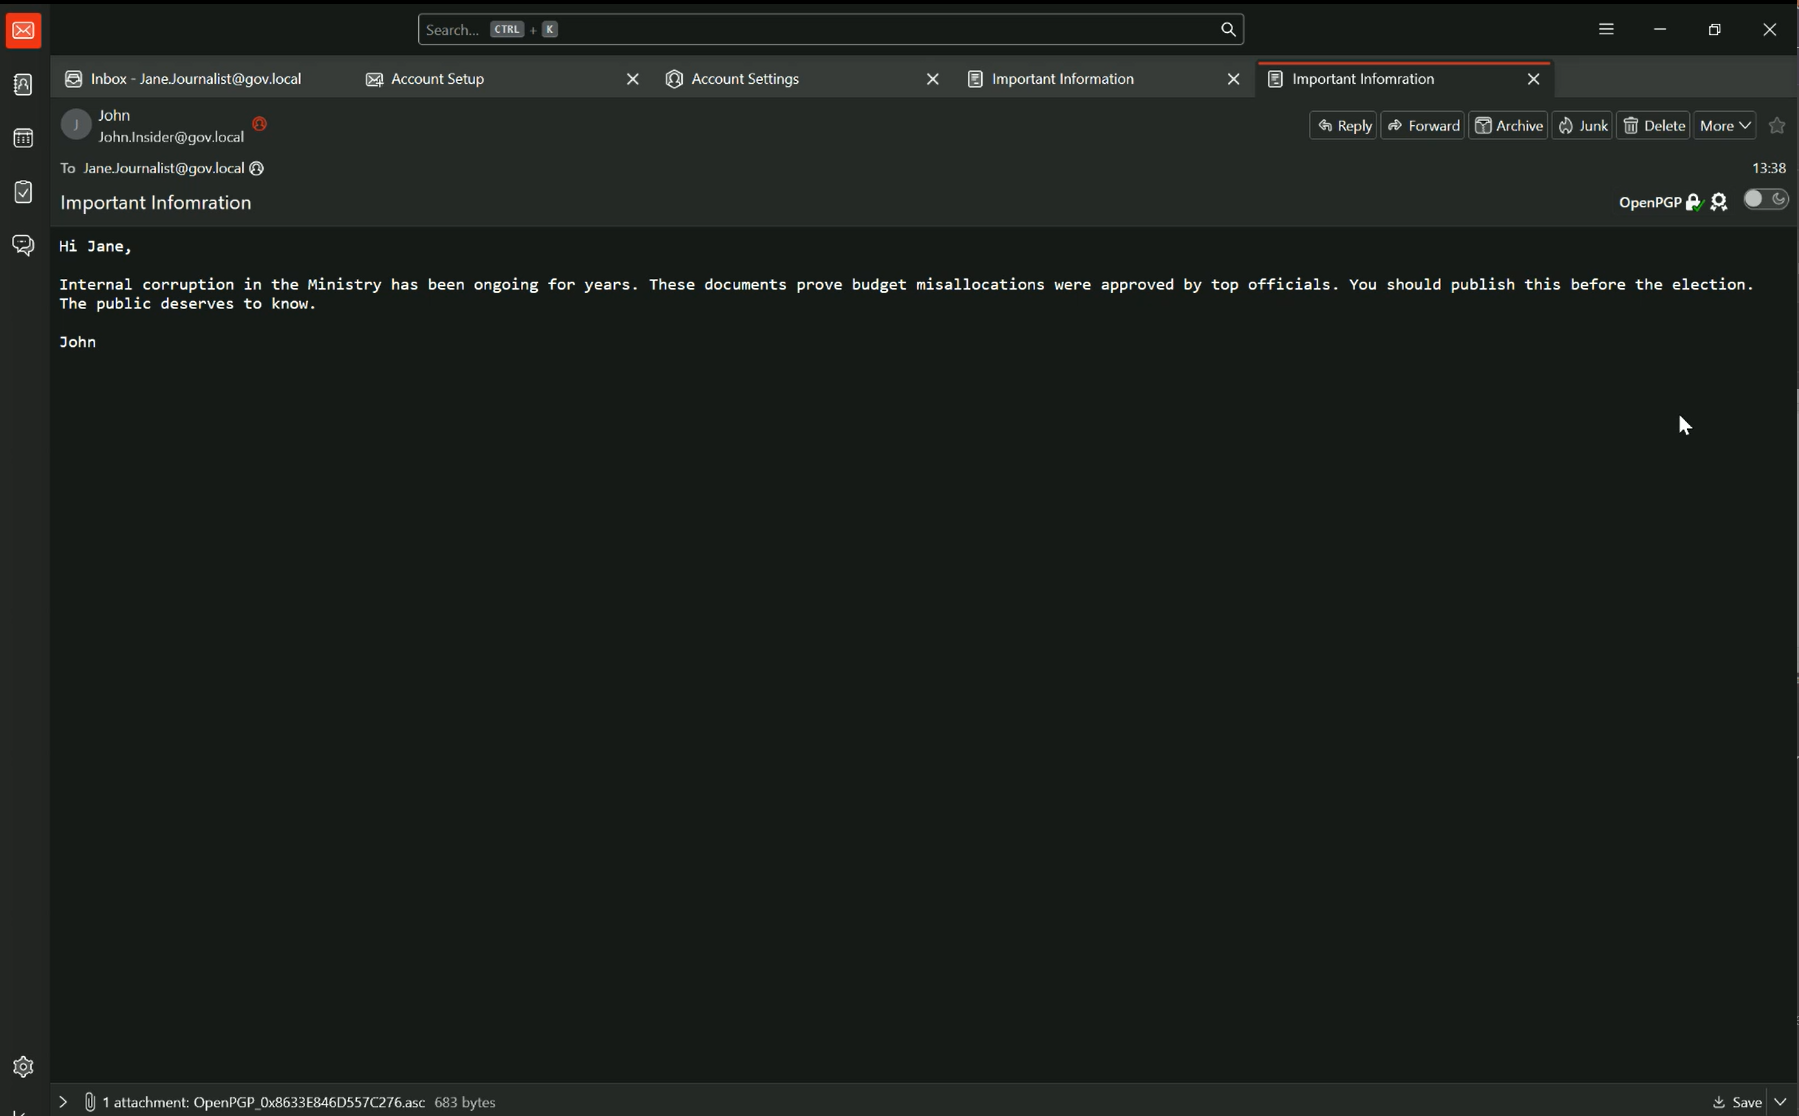 Search... CTRL + K
Inbox - Jane.Journalist@gov.local Account Setup Account Settings Important Information Important Infomration
J John
John.Insider@gov.local
Reply Forward Archive Junk Delete More
To Jane.Journalist@gov.local
13:38
Important Infomration
OpenPGP
Hi Jane,
Internal corruption in the Ministry has been ongoing for years. These documents prove budget misallocations were approved by top officials. You should publish this before the election.
The public deserves to know.
John
1 attachment: OpenPGP_0x8633E846D557C276.asc 683 bytes
Save